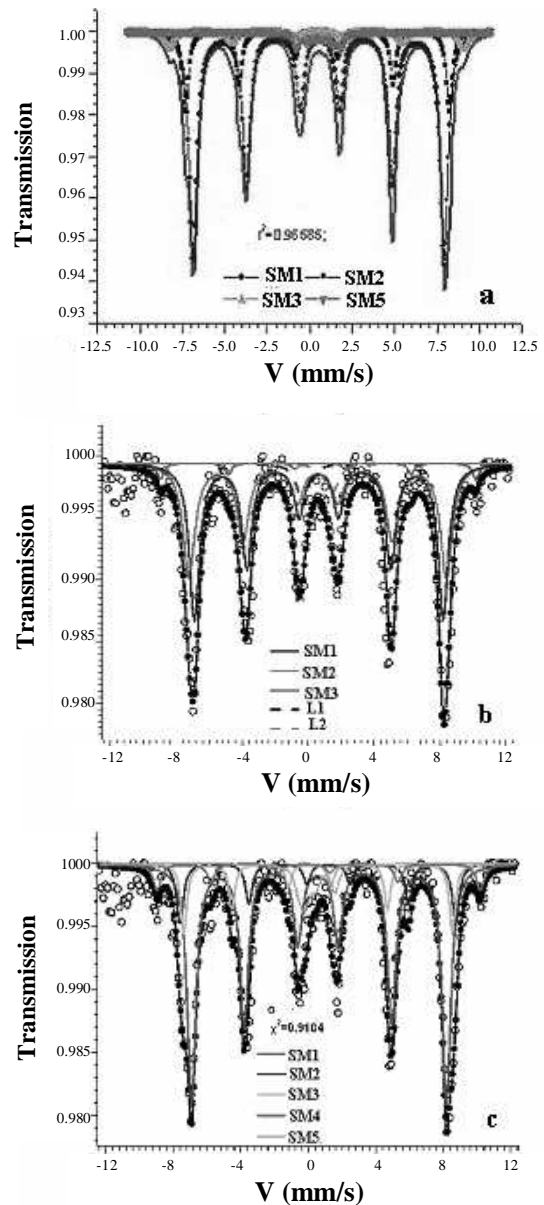 1.00
0.99
0.98
0.97
0.96
0.95
0.94
0.93
Transmission
SM1 SM2
SM3 SM5
a
-12.5 -10.0 -7.5 -5.0 -2.5 0.0 2.5 5.0 7.5 10.0 12.5
V (mm/s)
1000
0.995
0.990
0.985
0.980
Transmission
SM1
SM2
SM3
L1
L2
b
-12 -8 -4 0 4 8 12
V (mm/s)
1000
0.995
0.990
0.985
0.980
Transmission
χ²=0.9104
SM1
SM2
SM3
SM4
SM5
c
-12 -8 -4 0 4 8 12
V (mm/s)